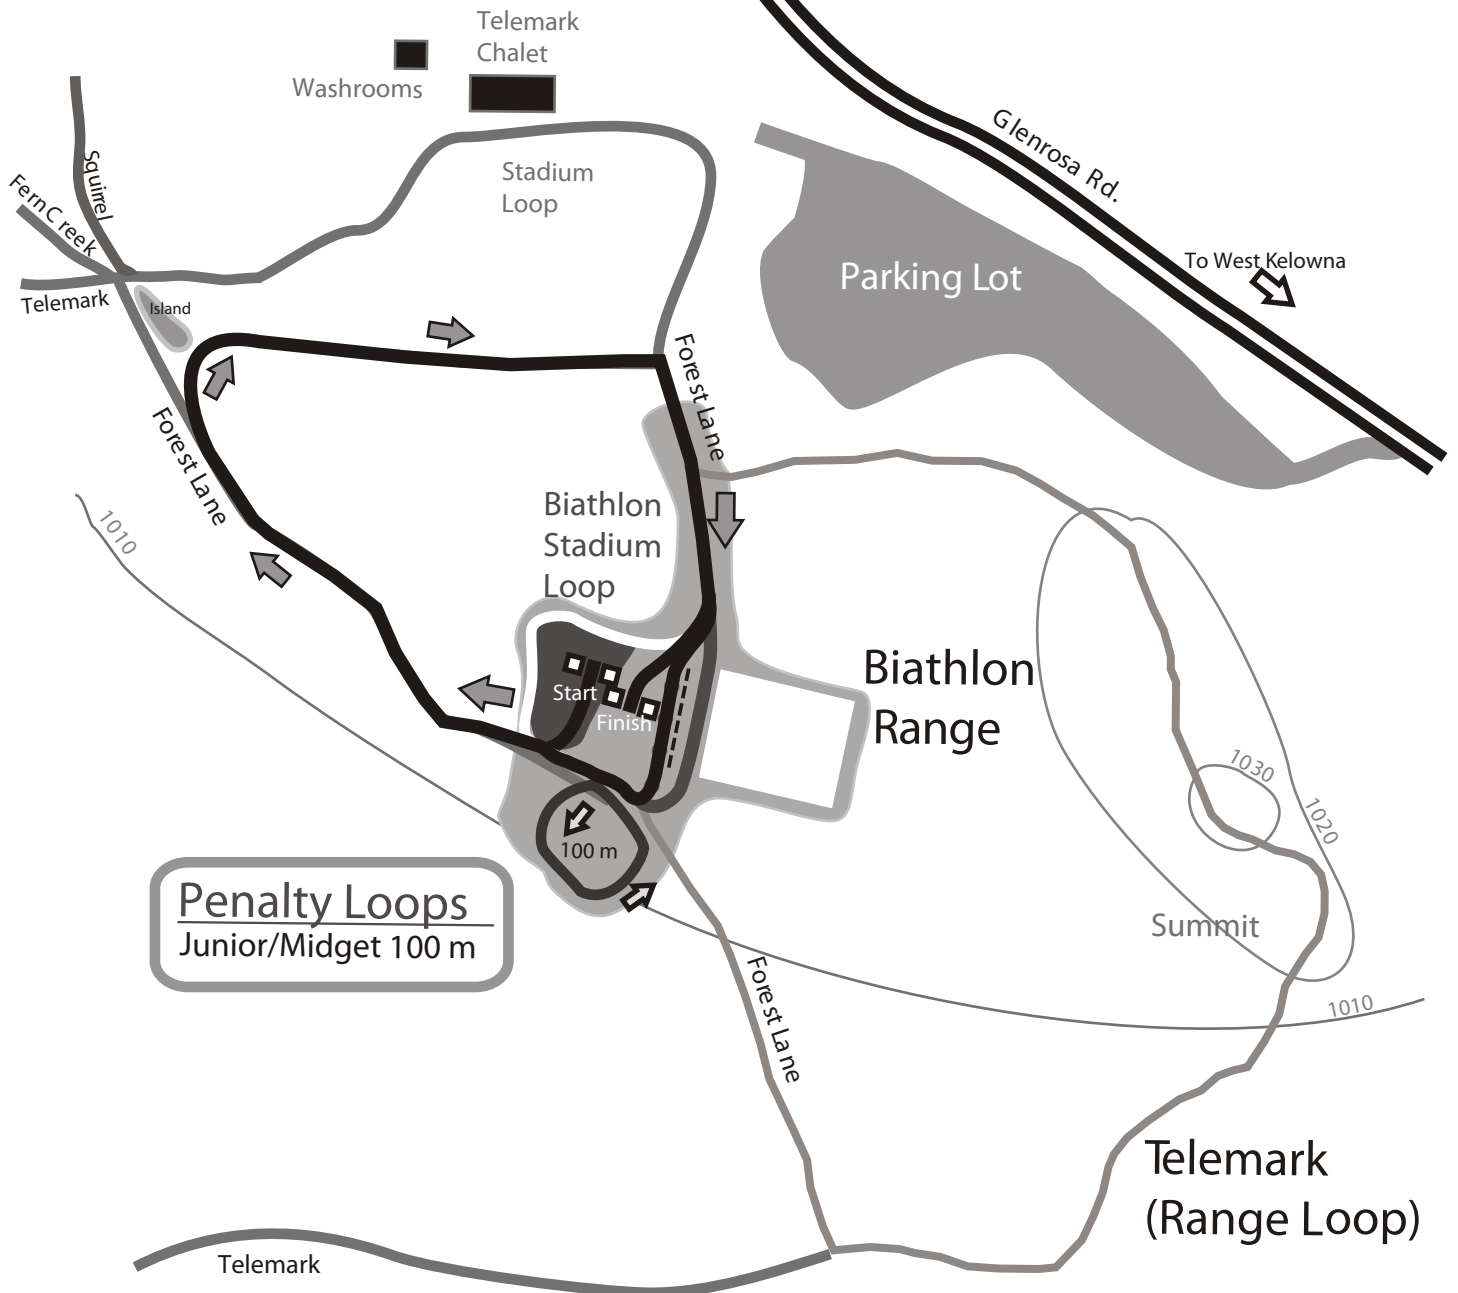 Telemark
Chalet
Washrooms
Glenrosa Rd.
Squirrel
Stadium
Loop
Fern Creek
To West Kelowna
Parking Lot
Telemark
Island
Forest Lane
Forest Lane
Biathlon
Stadium
Loop
1010
Biathlon
Range
Start
Finish
1030
1020
100 m
Penalty Loops
Junior/Midget 100 m
Summit
Forest Lane
1010
Telemark
(Range Loop)
Telemark